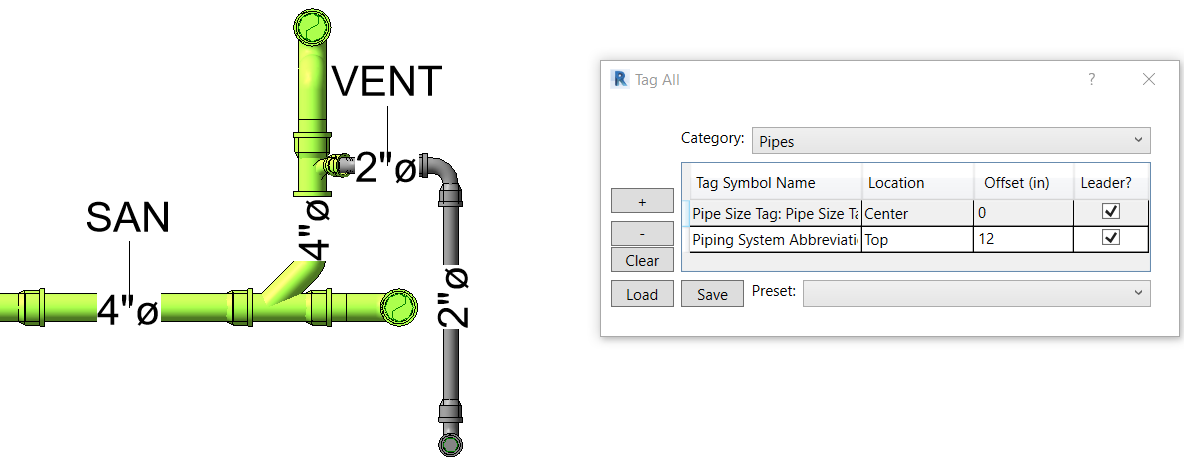 VENT
2"ø
SAN
4"ø
4"ø
2"ø
Tag All
?
Category: Pipes
Tag Symbol Name Location Offset (in) Leader?
+
Pipe Size Tag: Pipe Size Ta Center 0
-
Piping System Abbreviati Top 12
Clear
Load Save Preset: